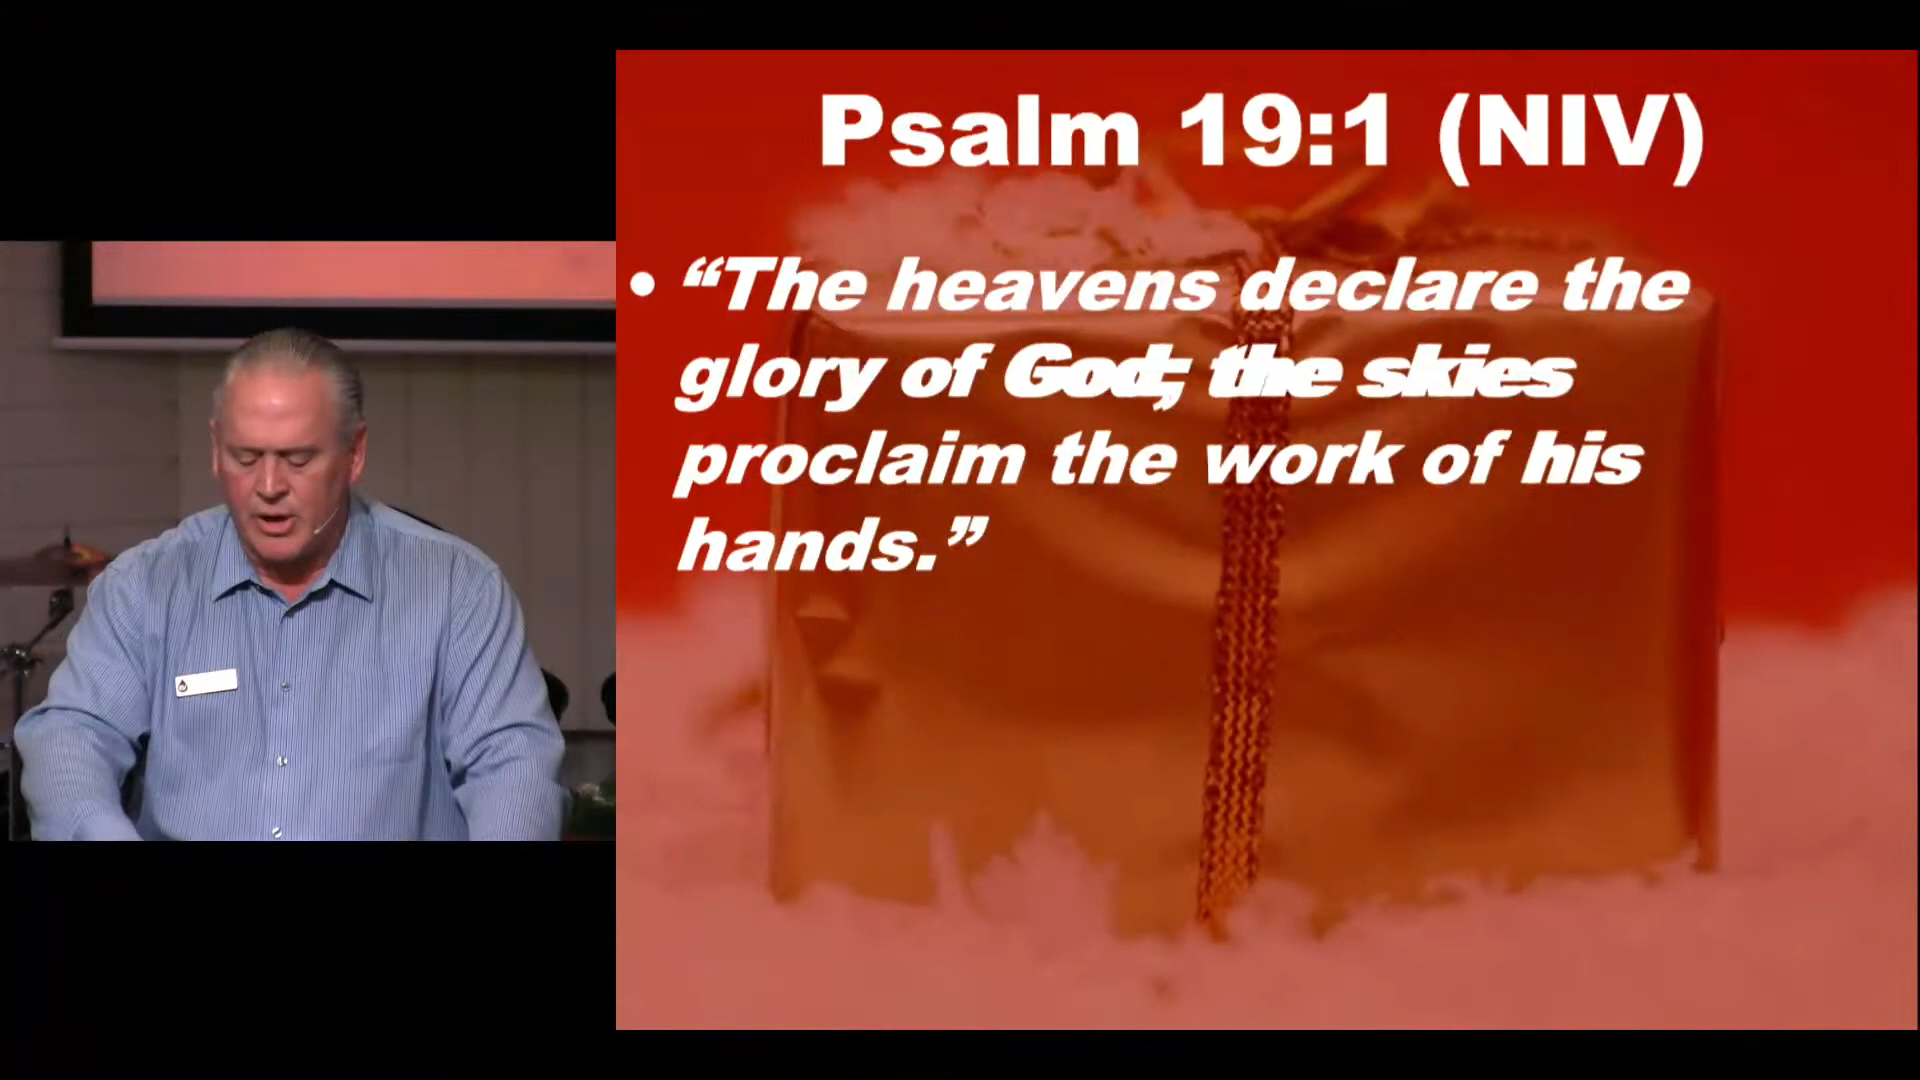 Psalm 19:1 (NIV)
• “The heavens declare the
glory of God; the skies
proclaim the work of his
hands.”